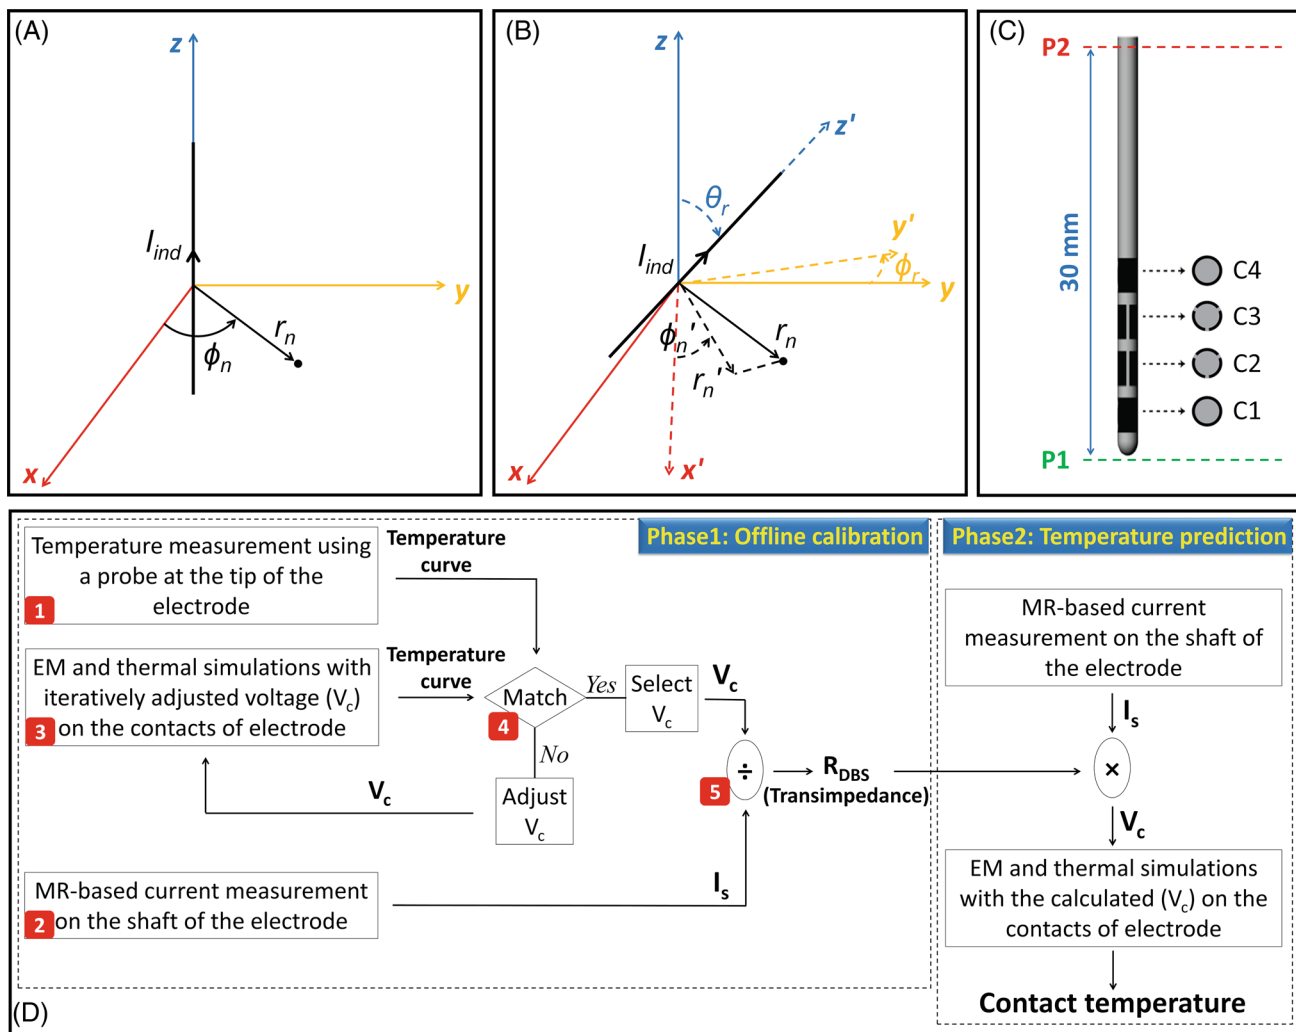 (A)
z
I_ind
y
r_n
ϕ_n
x
(B)
z
z'
θ_r
y'
I_ind
ϕ_r
y
ϕ_n'
r_n
r_n'
x
x'
(C)
P2
30 mm
C4
C3
C2
C1
P1
Phase1: Offline calibration
Temperature measurement using
a probe at the tip of the
electrode
1
Temperature
curve
EM and thermal simulations with
iteratively adjusted voltage (V_c)
on the contacts of electrode
3
Temperature
curve
Match
4
Yes
Select
V_c
V_c
No
Adjust
V_c
V_c
÷
5
R_DBS
(Transimpedance)
MR-based current measurement
on the shaft of the electrode
2
I_s
Phase2: Temperature prediction
MR-based current
measurement on the shaft of
the electrode
I_s
×
V_c
EM and thermal simulations
with the calculated (V_c) on the
contacts of electrode
Contact temperature
(D)